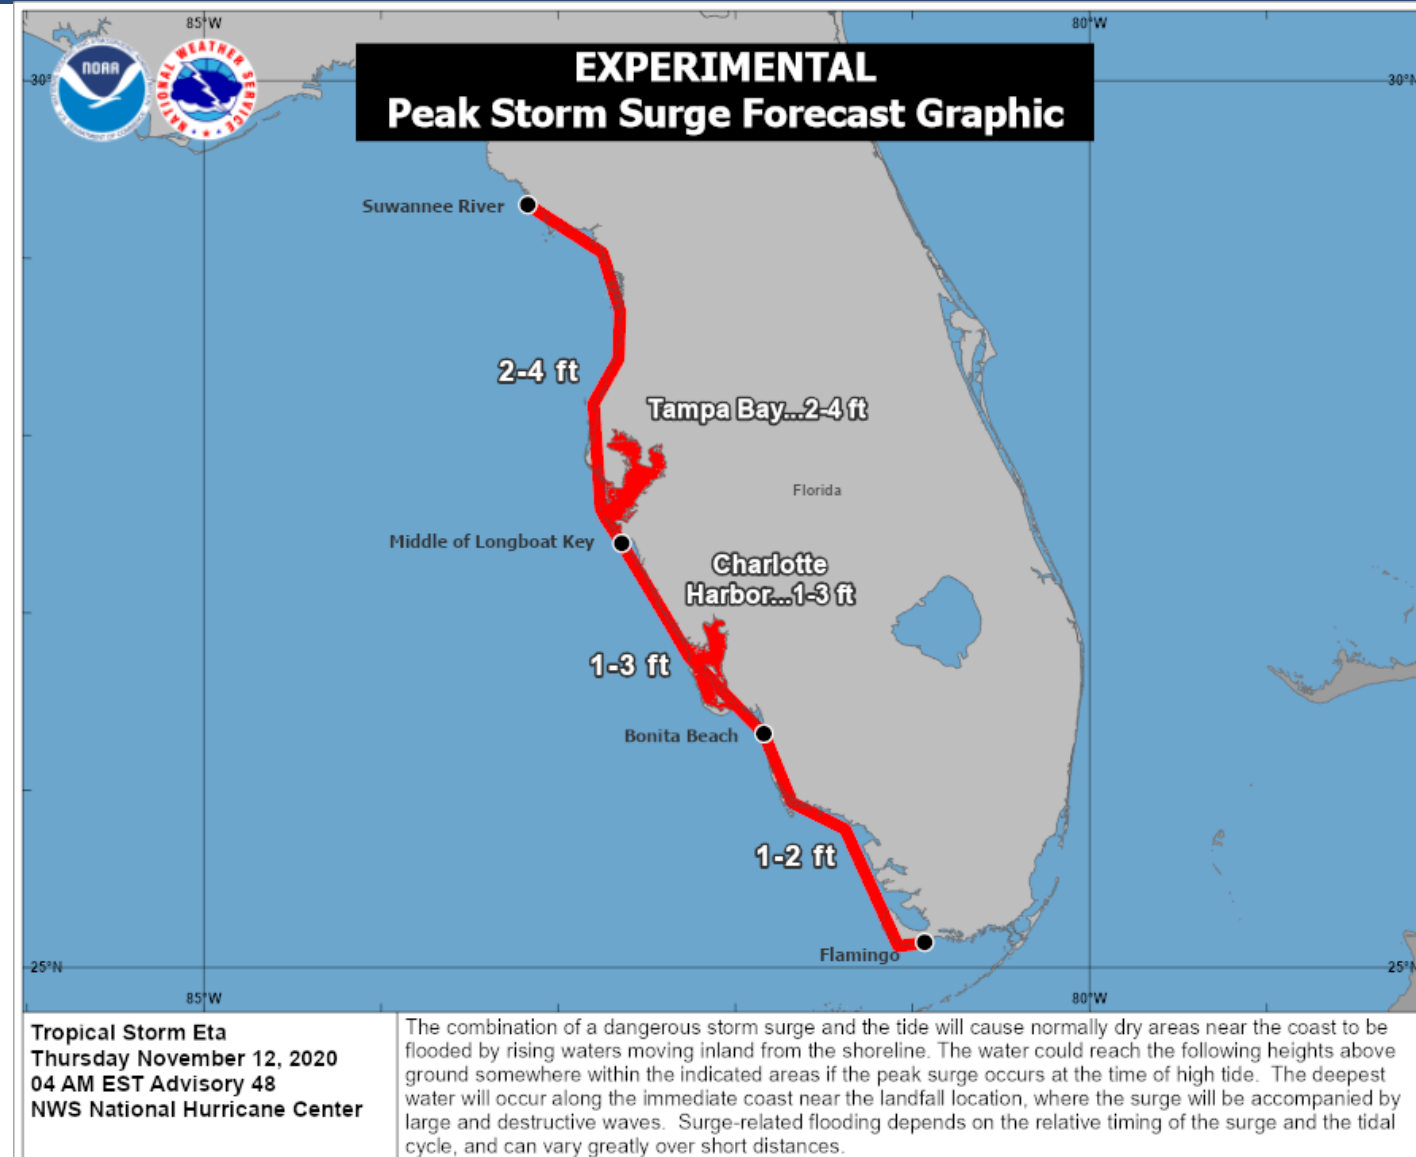 85°W
80°W
NOAA
NATIONAL WEATHER SERVICE
EXPERIMENTAL
Peak Storm Surge Forecast Graphic
30°
30°N
Suwannee River
2-4 ft
Tampa Bay...2-4 ft
Florida
Middle of Longboat Key
Charlotte
Harbor...1-3 ft
1-3 ft
Bonita Beach
1-2 ft
Flamingo
25°N
25°N
85°W
80°W
Tropical Storm Eta
Thursday November 12, 2020
04 AM EST Advisory 48
NWS National Hurricane Center
The combination of a dangerous storm surge and the tide will cause normally dry areas near the coast to be
flooded by rising waters moving inland from the shoreline. The water could reach the following heights above
ground somewhere within the indicated areas if the peak surge occurs at the time of high tide. The deepest
water will occur along the immediate coast near the landfall location, where the surge will be accompanied by
large and destructive waves. Surge-related flooding depends on the relative timing of the surge and the tidal
cycle, and can vary greatly over short distances.